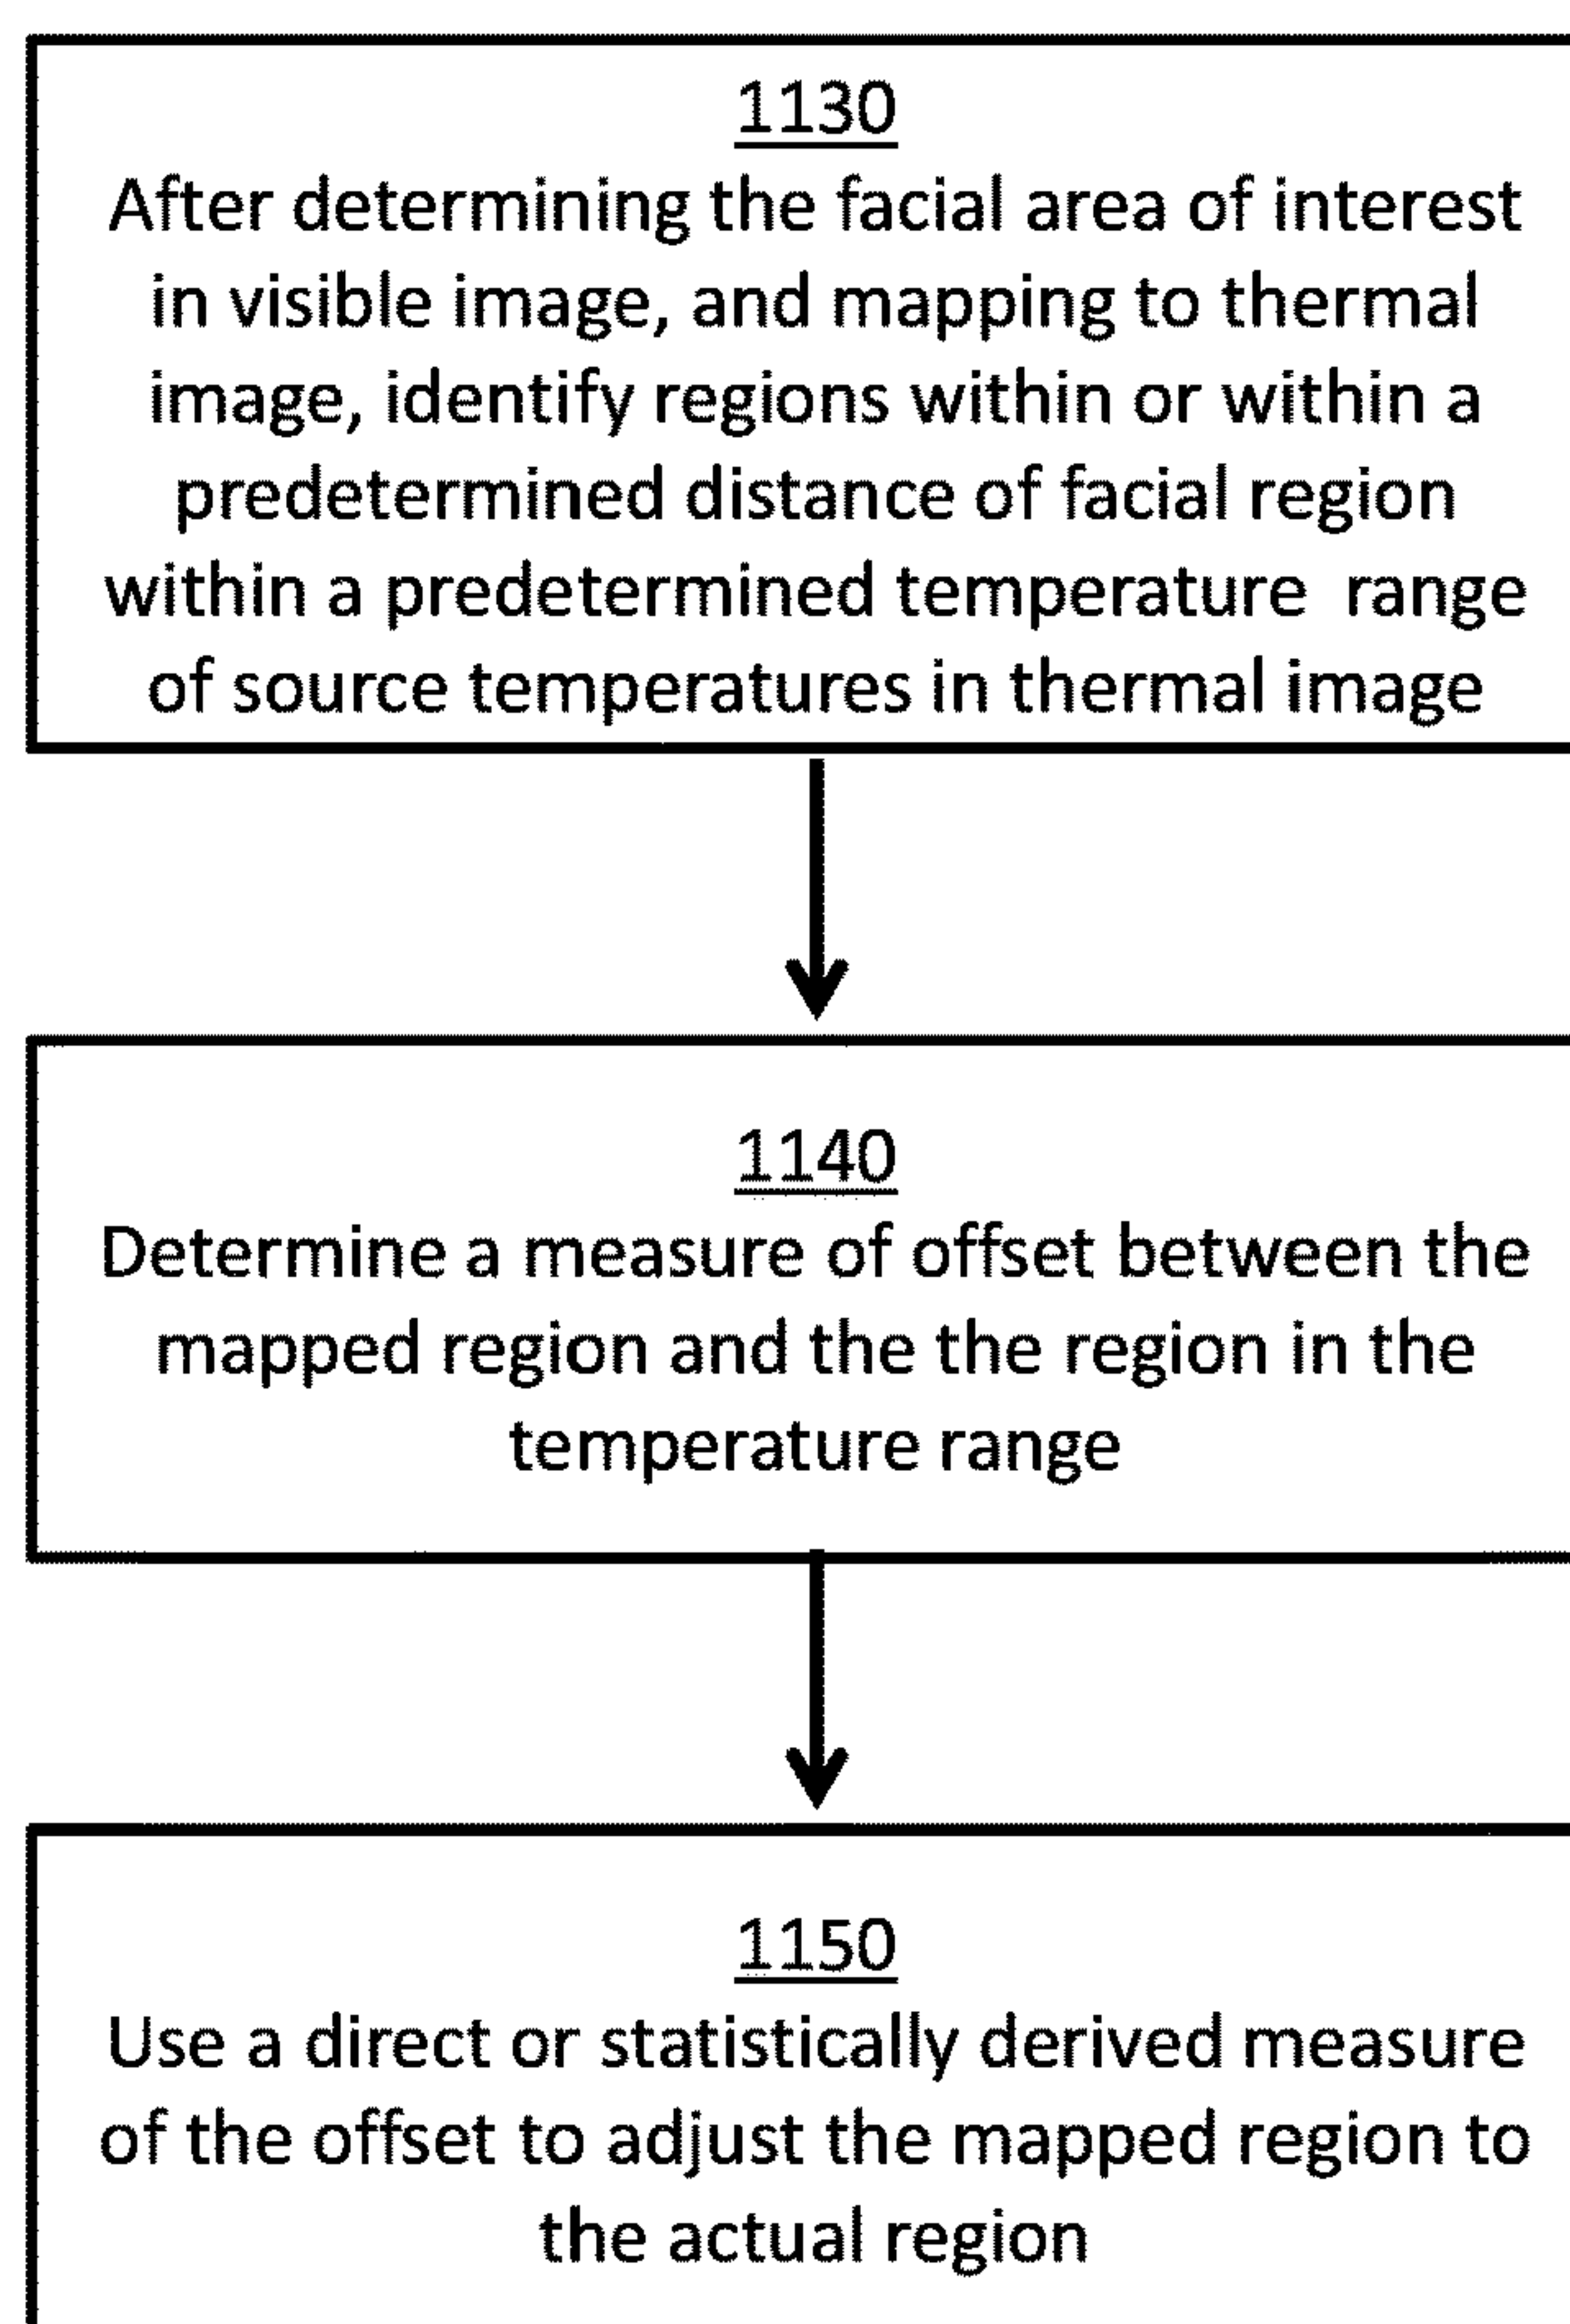 1130
After determining the facial area of interest
in visible image, and mapping to thermal
image, identify regions within or within a
predetermined distance of facial region
within a predetermined temperature range
of source temperatures in thermal image
1140
Determine a measure of offset between the
mapped region and the the region in the
temperature range
1150
Use a direct or statistically derived measure
of the offset to adjust the mapped region to
the actual region